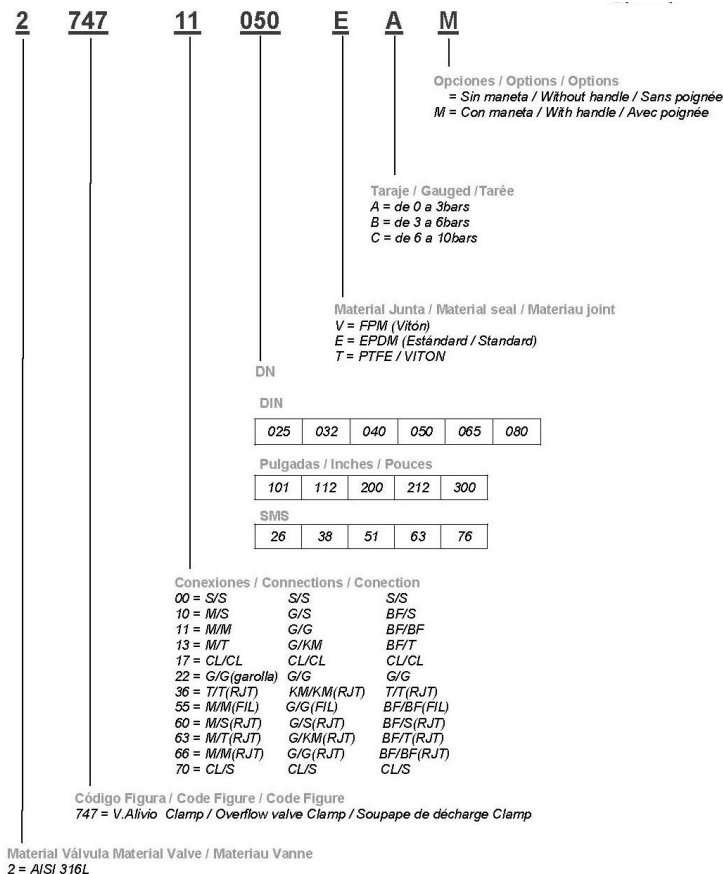 2 747 11 050 E A M
Opciones / Options / Options
= Sin maneta / Without handle / Sans poignée
M = Con maneta / With handle / Avec poignée
Taraje / Gauged /Tarée
A = de 0 a 3bars
B = de 3 a 6bars
C = de 6 a 10bars
Material Junta / Material seal / Materiau joint
V = FPM (Vitón)
E = EPDM (Estándard / Standard)
T = PTFE / VITON
DN
DIN
025 032 040 050 065 080
Pulgadas / Inches / Pouces
101 112 200 212 300
SMS
26 38 51 63 76
Conexiones / Connections / Conection
00 = S/S S/S S/S
10 = M/S G/S BF/S
11 = M/M G/G BF/BF
13 = M/T G/KM BF/T
17 = CL/CL CL/CL CL/CL
22 = G/G(garolla) G/G G/G
36 = T/T(RJT) KM/KM(RJT) T/T(RJT)
55 = M/M(FIL) G/G(FIL) BF/BF(FIL)
60 = M/S(RJT) G/S(RJT) BF/S(RJT)
63 = M/T(RJT) G/KM(RJT) BF/T(RJT)
66 = M/M(RJT) G/G(RJT) BF/BF(RJT)
70 = CL/S CL/S CL/S
Código Figura / Code Figure / Code Figure
747 = V.Alivio Clamp / Overflow valve Clamp / Soupape de décharge Clamp
Material Válvula Material Valve / Materiau Vanne
2 = AISI 316L